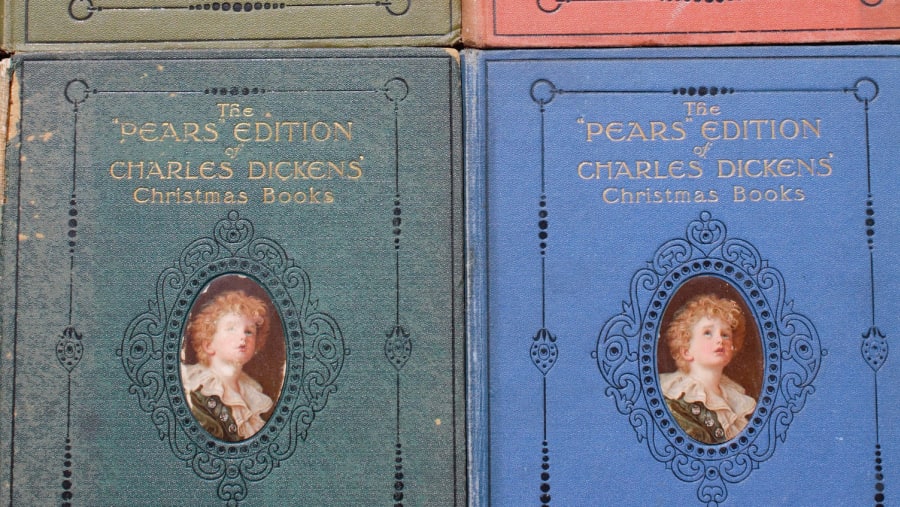 The
"PEARS" EDITION
of
CHARLES DICKENS'
Christmas Books
The
"PEARS" EDITION
of
CHARLES DICKENS'
Christmas Books